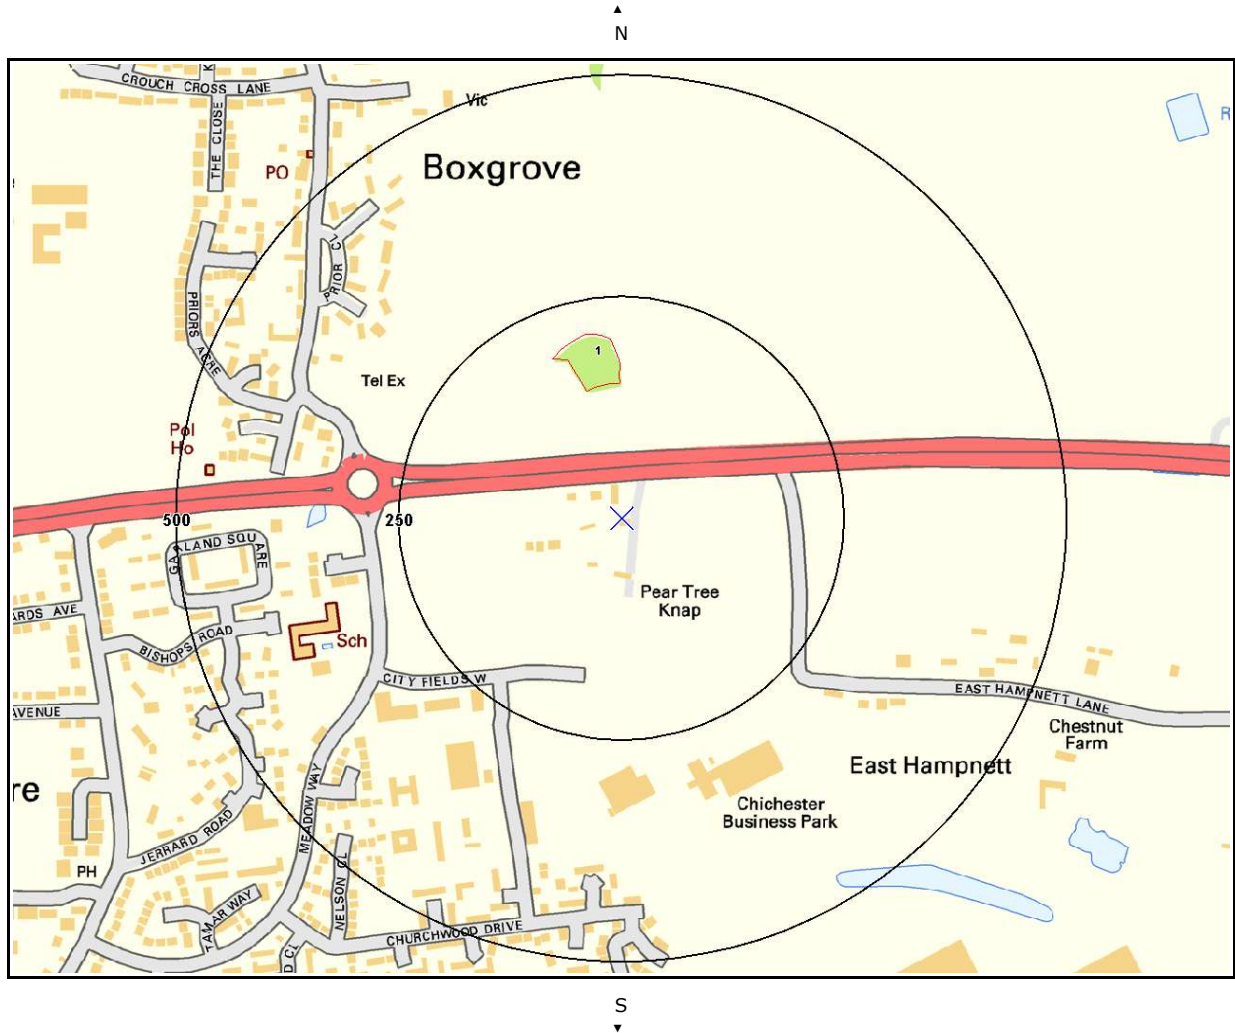 N
CROUCH CROSS LANE
THE CLOSE
Vic
PO
Boxgrove
R
PRIOR CL
PRIORS ACRE
1
Tel Ex
Pol
Ho
500
250
GARLAND SQUARE
Pear Tree
Knap
ARDS AVE
BISHOPS ROAD
Sch
CITY FIELDS W
EAST HAMPNETT LANE
AVENUE
Chestnut
Farm
East Hampnett
re
MEADOW WAY
Chichester
Business Park
JERRARD ROAD
PH
NELSON CL
TAMAR WAY
CHURCHWOOD DRIVE
D CL
S